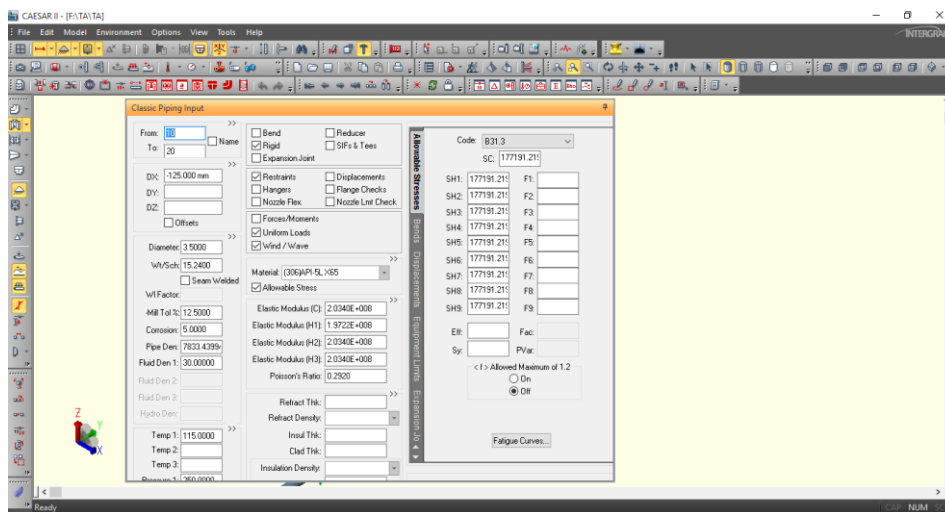 CAESAR II - [F:\TA\TA]
File Edit Model Environment Options View Tools Help
INTERGRA
Classic Piping Input
From: 10
Name
To: 20
>>
DX: -125.000 mm
DY:
DZ:
Offsets
>>
Diameter: 3.5000
Wt/Sch: 15.2400
Seam Welded
WI Factor:
-Mill Tol %: 12.5000
Corrosion: 5.0000
Pipe Den: 7833.4399
Fluid Den 1: 30.00000
Fluid Den 2:
Fluid Den 3:
Hydro Den:
>>
Temp 1: 115.0000
Temp 2:
Temp 3:
Pressure 1: 250.0000
Bend Reducer
Rigid SIFs & Tees
Expansion Joint
Restraints Displacements
Hangers Flange Checks
Nozzle Flex. Nozzle Lmt Check
Forces/Moments
Uniform Loads
Wind / Wave
>>
Material: (306)API-5L X65
Allowable Stress
>>
Elastic Modulus (C): 2.0340E+008
Elastic Modulus (H1): 1.9722E+008
Elastic Modulus (H2): 2.0340E+008
Elastic Modulus (H3): 2.0340E+008
Poisson's Ratio: 0.2920
>>
Refract Thk:
Refract Density:
Insul Thk:
Clad Thk:
Insulation Density:
Allowable Stresses
Bends
Displacements
Equipment Limits
Expansion Jo
Code: B31.3
SC: 177191.21
SH1: 177191.21 F1:
SH2: 177191.21 F2:
SH3: 177191.21 F3:
SH4: 177191.21 F4:
SH5: 177191.21 F5:
SH6: 177191.21 F6:
SH7: 177191.21 F7:
SH8: 177191.21 F8:
SH9: 177191.21 F9:
Eff: Fac:
Sy: PVar:
< f > Allowed Maximum of 1.2
On
Off
Fatigue Curves...
Z
Y
X
Ready
CAP NUM